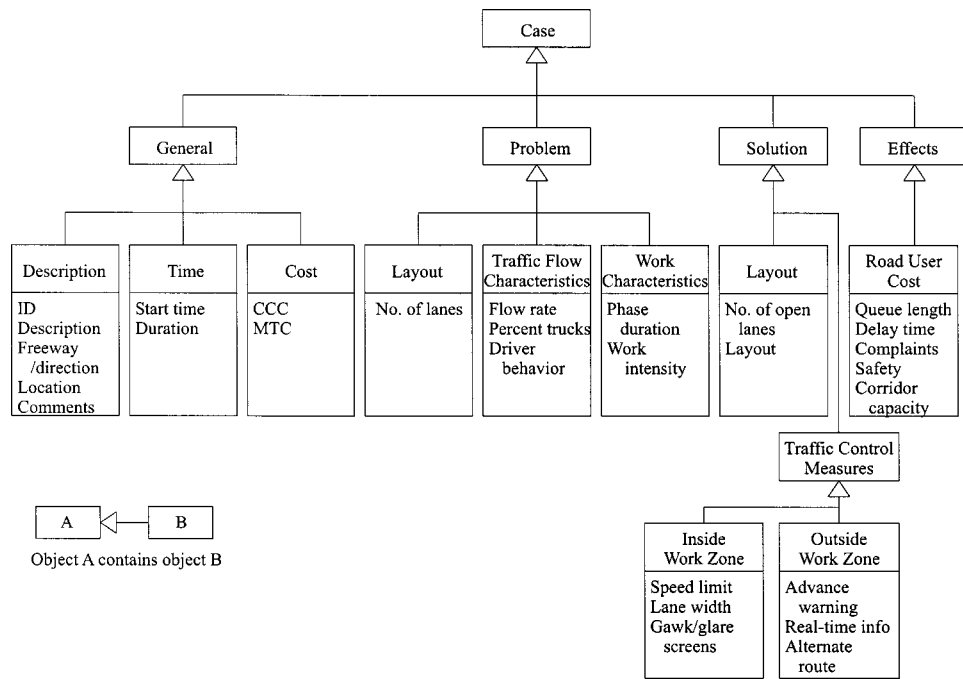 Case
General
Problem
Solution
Effects
Description
ID
Description
Freeway
/direction
Location
Comments
Time
Start time
Duration
Cost
CCC
MTC
Layout
No. of lanes
Traffic Flow
Characteristics
Flow rate
Percent trucks
Driver
behavior
Work
Characteristics
Phase
duration
Work
intensity
Layout
No. of open
lanes
Layout
Road User
Cost
Queue length
Delay time
Complaints
Safety
Corridor
capacity
Traffic Control
Measures
A
B
Object A contains object B
Inside
Work Zone
Speed limit
Lane width
Gawk/glare
screens
Outside
Work Zone
Advance
warning
Real-time info
Alternate
route